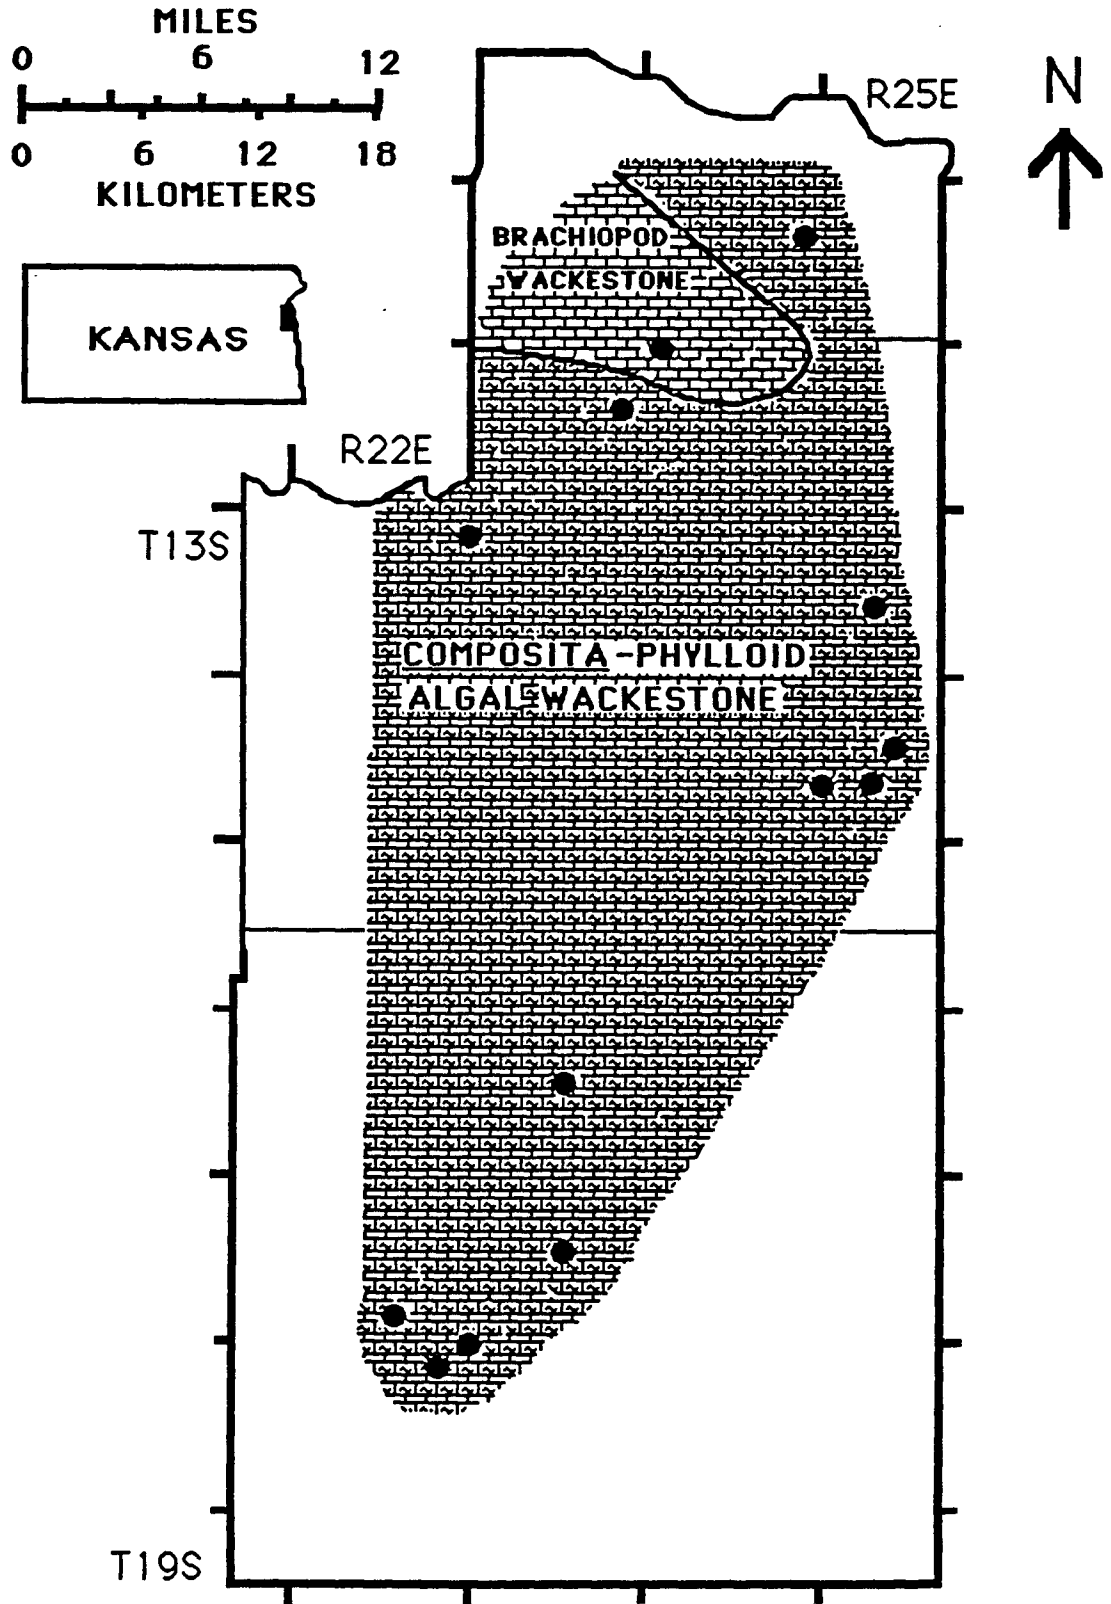 MILES
0 6 12
0 6 12 18
KILOMETERS
R25E
N
BRACHIOPOD
WACKESTONE
KANSAS
R22E
T13S
COMPOSITA-PHYLLOID
ALGAL WACKESTONE
T19S